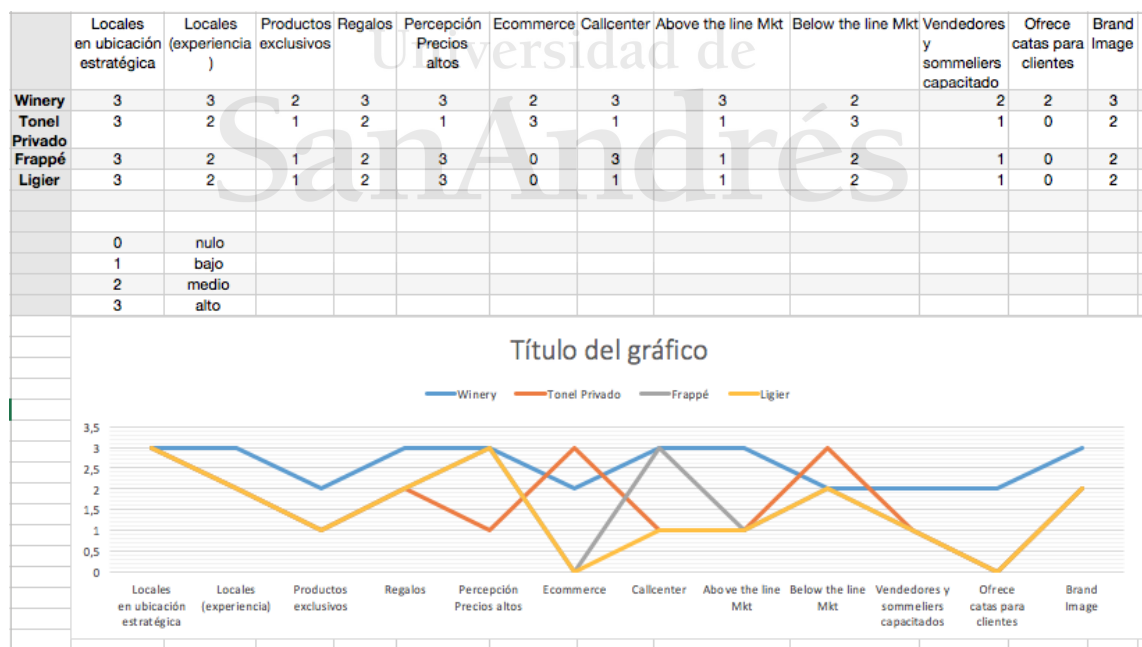 Locales Locales Productos Regalos Percepción Ecommerce Callcenter Above the line Mkt Below the line Mkt Vendedores Ofrece Brand
en ubicación (experiencia exclusivos Precios y catas para Image
estratégica ) altos sommeliers clientes
capacitado
Universidad de
SanAndrés
Winery 3 3 2 3 3 2 3 3 2 2 2 3
Tonel 3 2 1 2 1 3 1 1 3 1 0 2
Privado
Frappé 3 2 1 2 3 0 3 1 2 1 0 2
Ligier 3 2 1 2 3 0 1 1 2 1 0 2
0 nulo
1 bajo
2 medio
3 alto
Título del gráfico
Winery Tonel Privado Frappé Ligier
3,5
3
2,5
2
1,5
1
0,5
0
Locales Locales Productos Regalos Percepción Ecommerce Callcenter Above the line Below the line Vendedores y Ofrece Brand
en ubicación (experiencia) exclusivos Precios altos Mkt Mkt sommeliers catas para Image
estratégica capacitados clientes